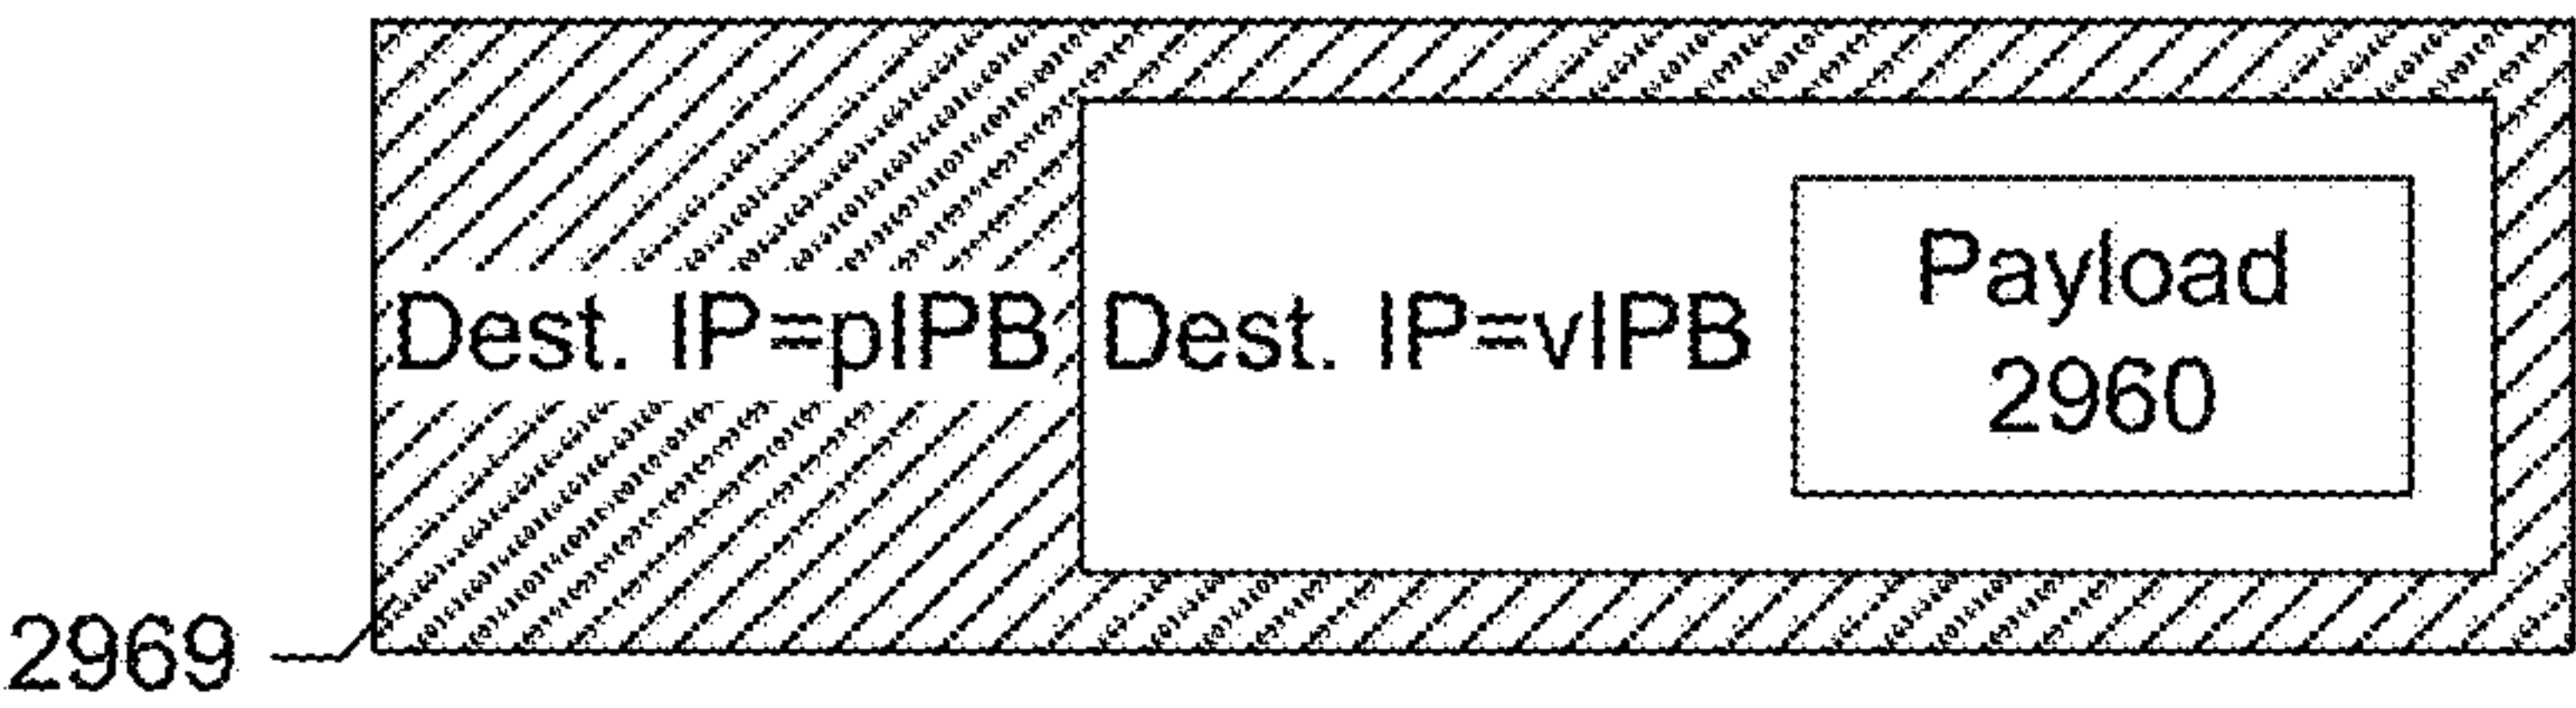 Dest. IP=pIPB Dest. IP=vIPB
Payload
2960
2969